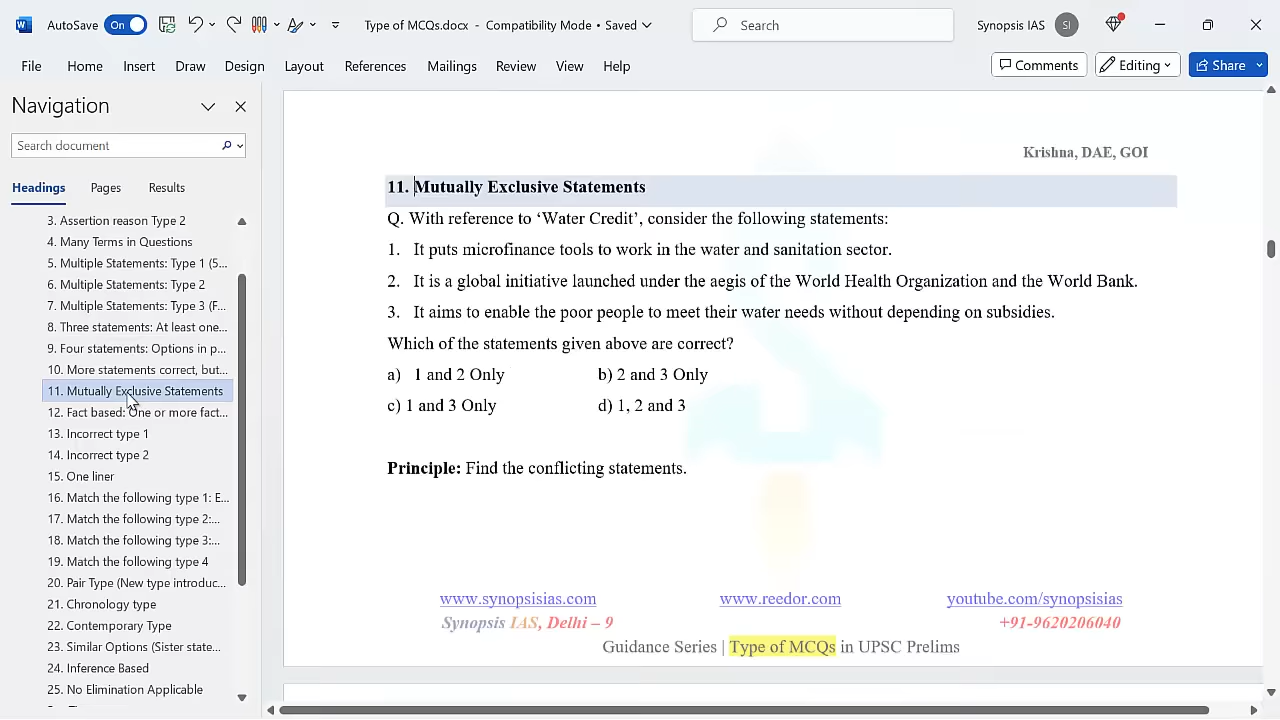 AutoSave On Type of MCQs.docx - Compatibility Mode • Saved Search Synopsis IAS SI
File Home Insert Draw Design Layout References Mailings Review View Help Comments Editing Share
Navigation
Search document
Headings Pages Results
3. Assertion reason Type 2
4. Many Terms in Questions
5. Multiple Statements: Type 1 (5...
6. Multiple Statements: Type 2
7. Multiple Statements: Type 3 (F...
8. Three statements: At least one...
9. Four statements: Options in p...
10. More statements correct, but...
11. Mutually Exclusive Statements
12. Fact based: One or more fact...
13. Incorrect type 1
14. Incorrect type 2
15. One liner
16. Match the following type 1: E...
17. Match the following type 2:...
18. Match the following type 3:...
19. Match the following type 4
20. Pair Type (New type introduc...
21. Chronology type
22. Contemporary Type
23. Similar Options (Sister state...
24. Inference Based
25. No Elimination Applicable
Krishna, DAE, GOI
11. Mutually Exclusive Statements
Q. With reference to ‘Water Credit’, consider the following statements:
1. It puts microfinance tools to work in the water and sanitation sector.
2. It is a global initiative launched under the aegis of the World Health Organization and the World Bank.
3. It aims to enable the poor people to meet their water needs without depending on subsidies.
Which of the statements given above are correct?
a) 1 and 2 Only b) 2 and 3 Only
c) 1 and 3 Only d) 1, 2 and 3
Principle: Find the conflicting statements.
www.synopsisias.com www.reedor.com youtube.com/synopsisias
Synopsis IAS, Delhi – 9 +91-9620206040
Guidance Series | Type of MCQs in UPSC Prelims